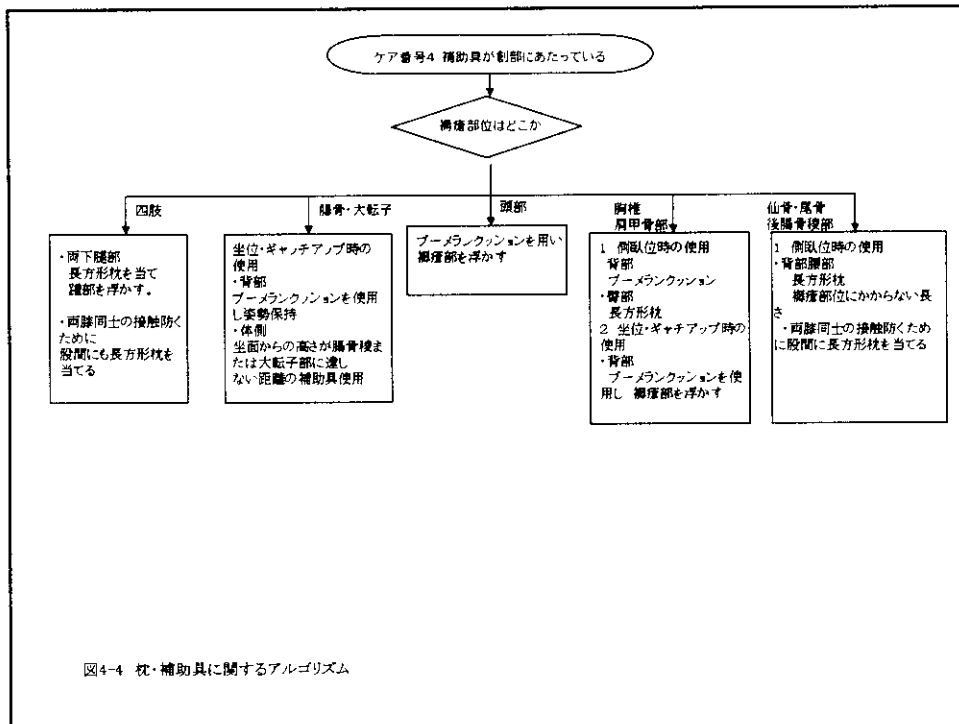 ケア番号4 補助具が創部にあたっている
褥瘡部位はどこか
四肢
・両下腿部
長方形枕を当て
踵部を浮かす。
・両膝同士の接触防ぐ
ために
股間にも長方形枕を
当てる
腸骨・大転子
坐位・ギャッチアップ時の
使用
・背部
ブーメランクッションを使用
し姿勢保持
・体側
坐面からの高さが腸骨稜ま
たは大転子部に達し
ない距離の補助具使用
頭部
ブーメランクッションを用い
褥瘡部を浮かす
胸椎
肩甲骨部
1 側臥位時の使用
背部
ブーメランクッション
・臀部
長方形枕
2 坐位・ギャチアップ時の
使用
・背部
ブーメランクッションを使
用し 褥瘡部を浮かす
仙骨・尾骨
後腸骨稜部
1 側臥位時の使用
・背部腰部
長方形枕
褥瘡部位にかからない長
さ
・両膝同士の接触防ぐため
に股間に長方形枕を当てる
図4-4 枕・補助具に関するアルゴリズム